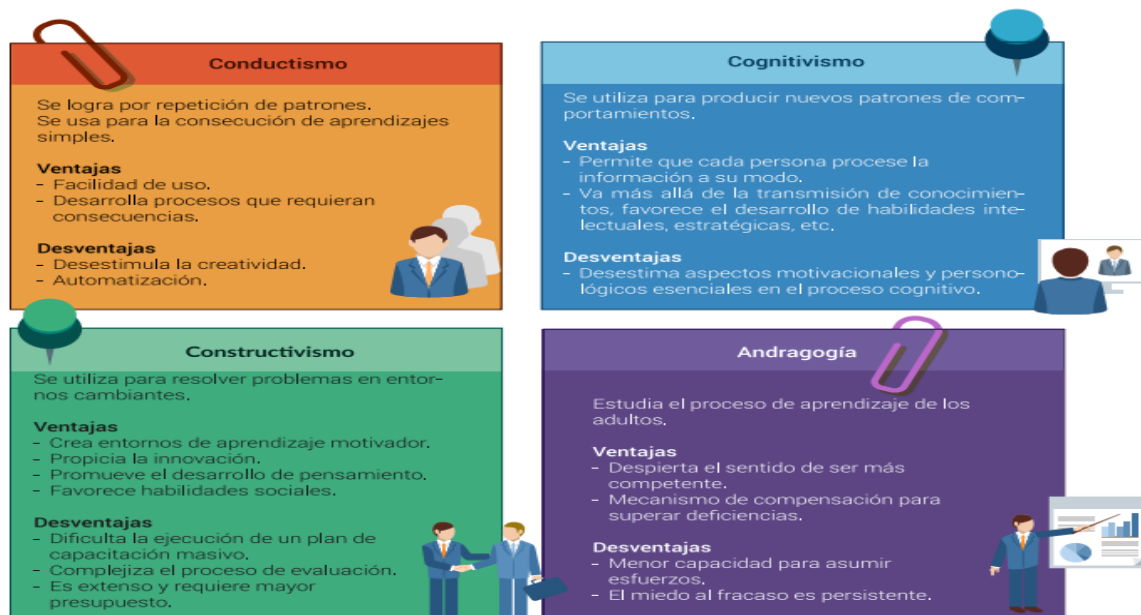 Conductismo
Se logra por repetición de patrones.
Se usa para la consecución de aprendizajes
simples.
Ventajas
- Facilidad de uso.
- Desarrolla procesos que requieran
consecuencias.
Desventajas
- Desestimula la creatividad.
- Automatización.
Cognitivismo
Se utiliza para producir nuevos patrones de com-
portamientos.
Ventajas
- Permite que cada persona procese la
información a su modo.
- Va más allá de la transmisión de conocimien-
tos, favorece el desarrollo de habilidades inte-
lectuales, estratégicas, etc.
Desventajas
- Desestima aspectos motivacionales y perso­no-
lógicos esenciales en el proceso cognitivo.
Constructivismo
Se utiliza para resolver problemas en entor-
nos cambiantes.
Ventajas
- Crea entornos de aprendizaje motivador.
- Propicia la innovación.
- Promueve el desarrollo de pensamiento.
- Favorece habilidades sociales.
Desventajas
- Dificulta la ejecución de un plan de
capacitación masivo.
- Complejiza el proceso de evaluación.
- Es extenso y requiere mayor
presupuesto.
Andragogía
Estudia el proceso de aprendizaje de los
adultos.
Ventajas
- Despierta el sentido de ser más
competente.
- Mecanismo de compensación para
superar deficiencias.
Desventajas
- Menor capacidad para asumir
esfuerzos.
- El miedo al fracaso es persistente.